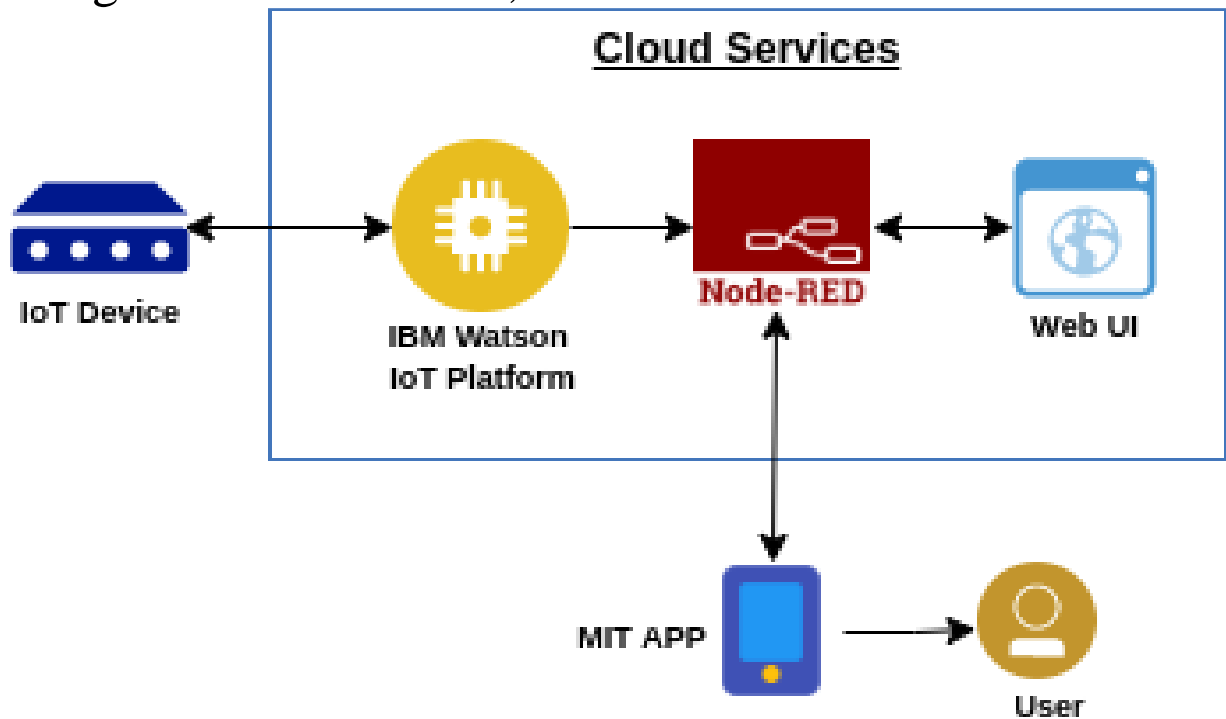 Cloud Services
IoT Device
IBM Watson
IoT Platform
Node-RED
Web UI
MIT APP
User